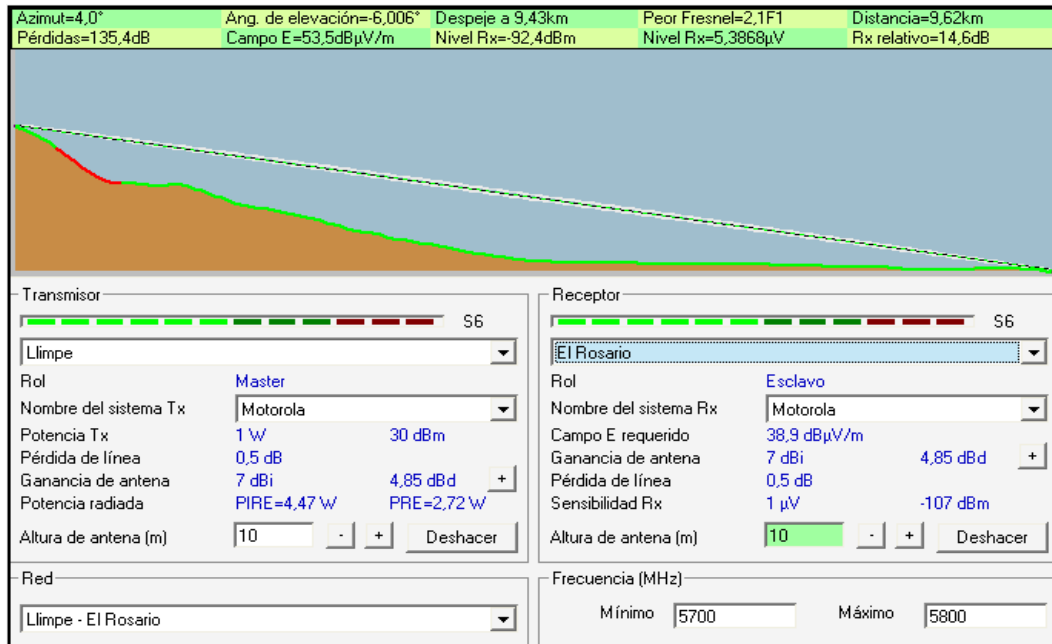 Azimut=4,0° Ang. de elevación=-6,006° Despeje a 9,43km Peor Fresnel=2,1F1 Distancia=9,62km
Pérdidas=135,4dB Campo E=53,5dBµV/m Nivel Rx=-92,4dBm Nivel Rx=5,3868µV Rx relativo=14,6dB
Transmisor
S6
Llimpe
Rol Master
Nombre del sistema Tx Motorola
Potencia Tx 1 W 30 dBm
Pérdida de línea 0,5 dB
Ganancia de antena 7 dBi 4,85 dBd +
Potencia radiada PIRE=4,47 W PRE=2,72 W
Altura de antena (m) 10 - + Deshacer
Red
Llimpe - El Rosario
Receptor
S6
El Rosario
Rol Esclavo
Nombre del sistema Rx Motorola
Campo E requerido 38,9 dBµV/m
Ganancia de antena 7 dBi 4,85 dBd +
Pérdida de línea 0,5 dB
Sensibilidad Rx 1 µV -107 dBm
Altura de antena (m) 10 - + Deshacer
Frecuencia (MHz)
Mínimo 5700 Máximo 5800